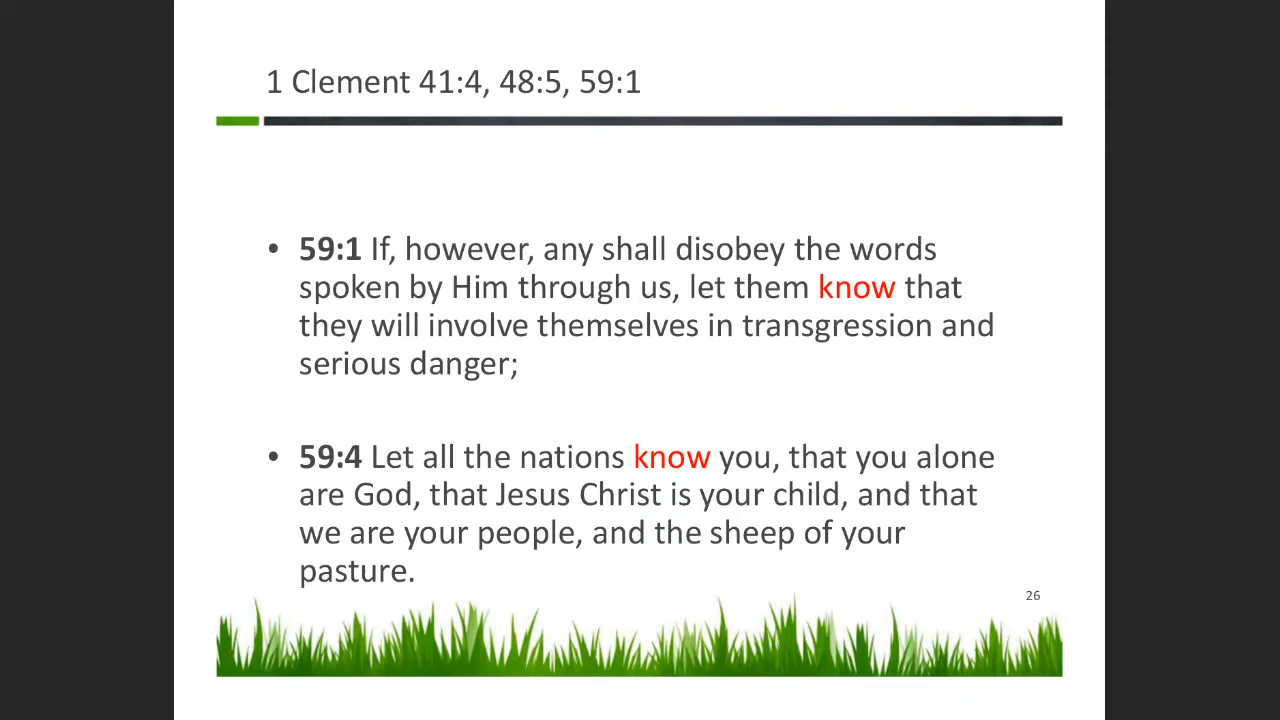 1 Clement 41:4, 48:5, 59:1
• 59:1 If, however, any shall disobey the words
spoken by Him through us, let them know that
they will involve themselves in transgression and
serious danger;
• 59:4 Let all the nations know you, that you alone
are God, that Jesus Christ is your child, and that
we are your people, and the sheep of your
pasture.
26